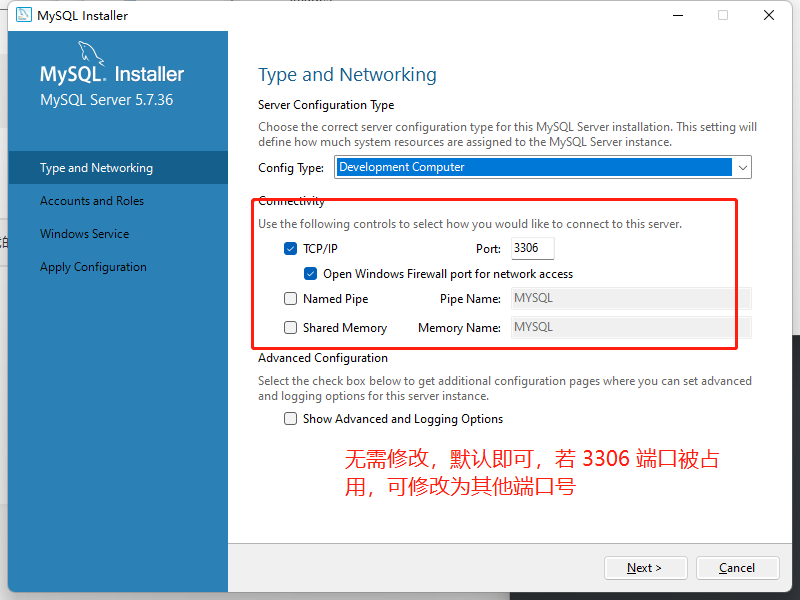 MySQL Installer
MySQL. Installer
MySQL Server 5.7.36
Type and Networking
Accounts and Roles
Windows Service
Apply Configuration
Type and Networking
Server Configuration Type
Choose the correct server configuration type for this MySQL Server installation. This setting will
define how much system resources are assigned to the MySQL Server instance.
Config Type: Development Computer
Connectivity
Use the following controls to select how you would like to connect to this server.
TCP/IP Port: 3306
Open Windows Firewall port for network access
Named Pipe Pipe Name: MYSQL
Shared Memory Memory Name: MYSQL
Advanced Configuration
Select the check box below to get additional configuration pages where you can set advanced
and logging options for this server instance.
Show Advanced and Logging Options
无需修改，默认即可，若 3306 端口被占
用，可修改为其他端口号
Next > Cancel